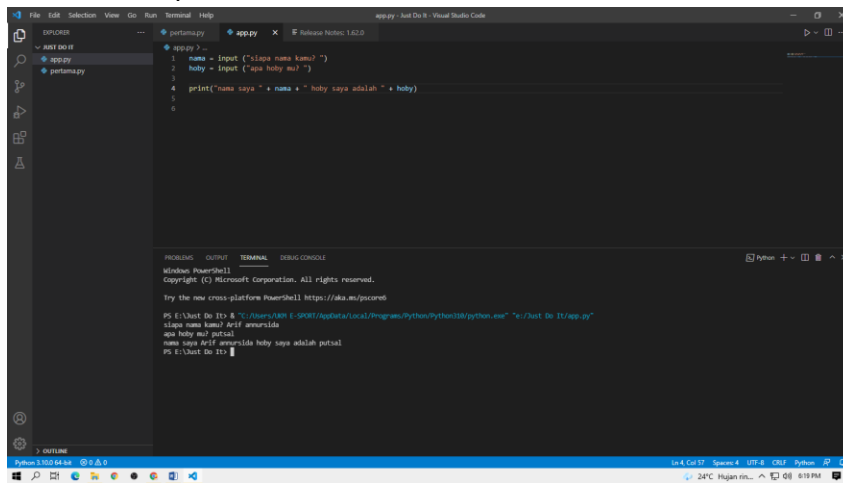 File Edit Selection View Go Run Terminal Help
app.py - Just Do It - Visual Studio Code
EXPLORER
JUST DO IT
app.py
pertama.py
OUTLINE
pertama.py app.py Release Notes: 1.62.0
app.py > ...
1 nama = input ("siapa nama kamu? ")
2 hoby = input ("apa hoby mu? ")
3
4 print("nama saya " + nama + " hoby saya adalah " + hoby)
5
6
PROBLEMS OUTPUT TERMINAL DEBUG CONSOLE
Python
Windows PowerShell
Copyright (C) Microsoft Corporation. All rights reserved.
Try the new cross-platform PowerShell https://aka.ms/pscore6
PS E:\Just Do It> & "C:/Users/UKM E-SPORT/AppData/Local/Programs/Python/Python310/python.exe" "e:/Just Do It/app.py"
siapa nama kamu? Arif annursida
apa hoby mu? putsal
nama saya Arif annursida hoby saya adalah putsal
PS E:\Just Do It>
Python 3.10.0 64-bit 0 0
Ln 4, Col 57 Spaces: 4 UTF-8 CRLF Python
24°C Hujan rin... 6:19 PM